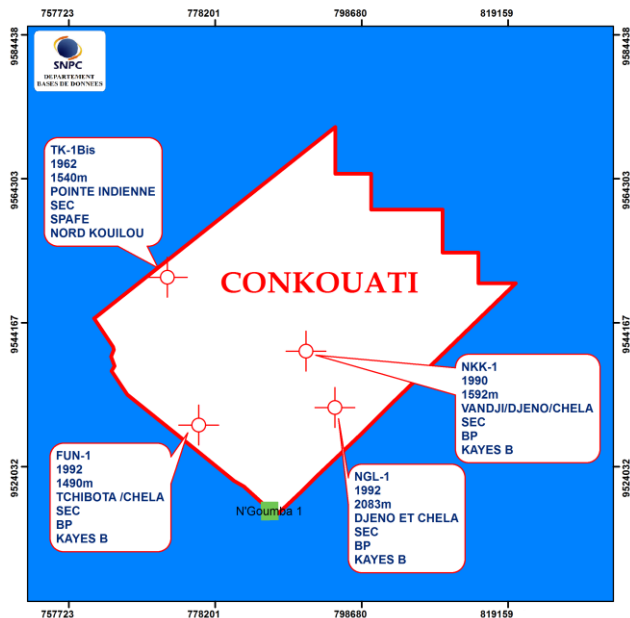 757723 778201 798680 819159
9584438 9584438
SNPC
DEPARTEMENT
BASES DE DONNEES
TK-1Bis
1962
1540m
POINTE INDIENNE
SEC
SPAFE
NORD KOUILOU
9564303 9564303
CONKOUATI
9544167 9544167
NKK-1
1990
1592m
VANDJI/DJENO/CHELA
SEC
BP
KAYES B
FUN-1
1992
1490m
TCHIBOTA /CHELA
SEC
BP
KAYES B
NGL-1
1992
2083m
DJENO ET CHELA
SEC
BP
KAYES B
9524032 9524032
N'Goumba 1
757723 778201 798680 819159